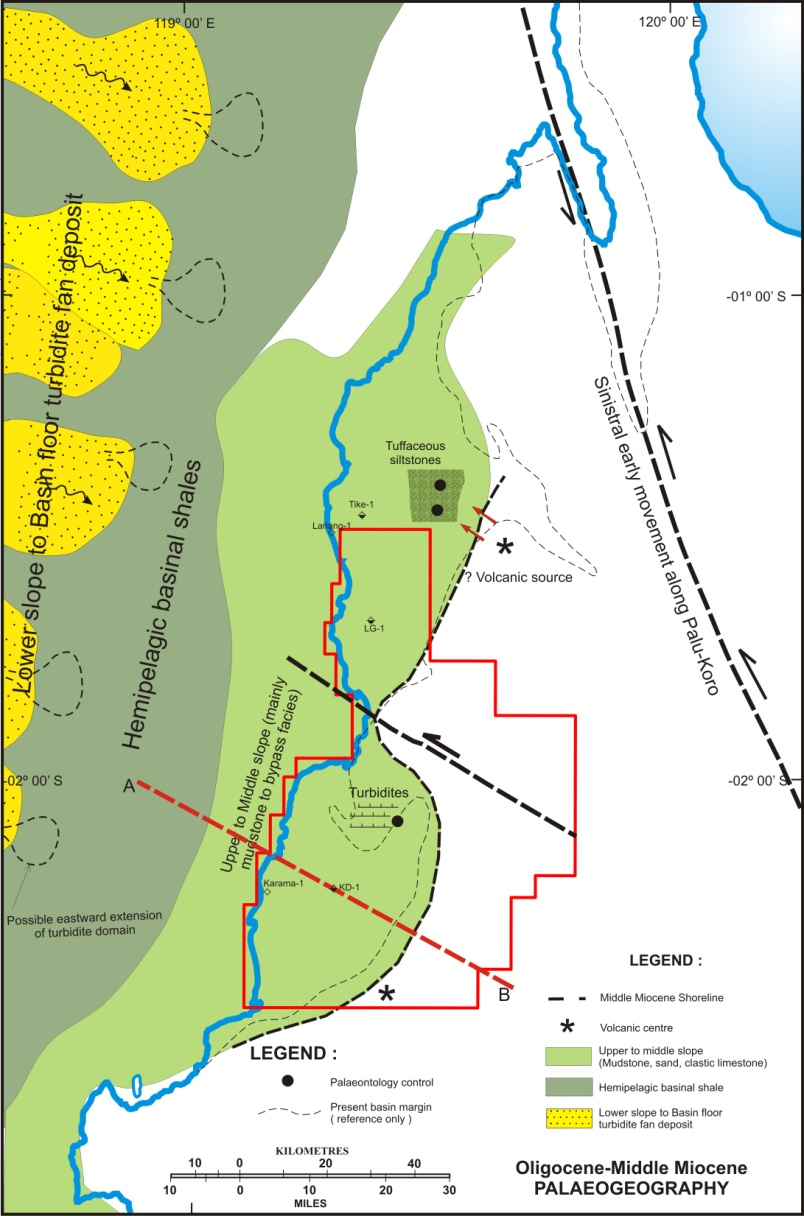 119° 00' E
120° 00' E
-01° 00' S
-02° 00' S
-02° 00' S
Lower slope to Basin floor turbidite fan deposit
Hemipelagic basinal shales
Upper to Middle slope (mainly
mudstone to bypass facies)
Sinistral early movement along Palu-Koro
Tuffaceous
siltstones
Tike-1
Lariang-1
? Volcanic source
LG-1
Turbidites
A
Karama-1
KD-1
B
Possible eastward extension
of turbidite domain
LEGEND :
Middle Miocene Shoreline
Volcanic centre
Upper to middle slope
(Mudstone, sand, clastic limestone)
Hemipelagic basinal shale
Lower slope to Basin floor
turbidite fan deposit
LEGEND :
Palaeontology control
Present basin margin
( reference only )
KILOMETRES
10 0 20 40
10 0 10 20 30
MILES
Oligocene-Middle Miocene
PALAEOGEOGRAPHY